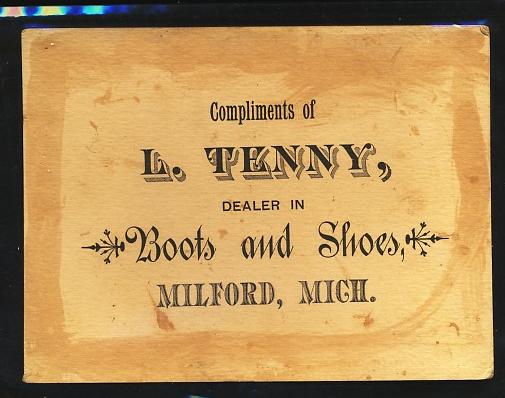 Compliments of
L. TENNY,
DEALER IN
Boots and Shoes,
MILFORD, MICH.